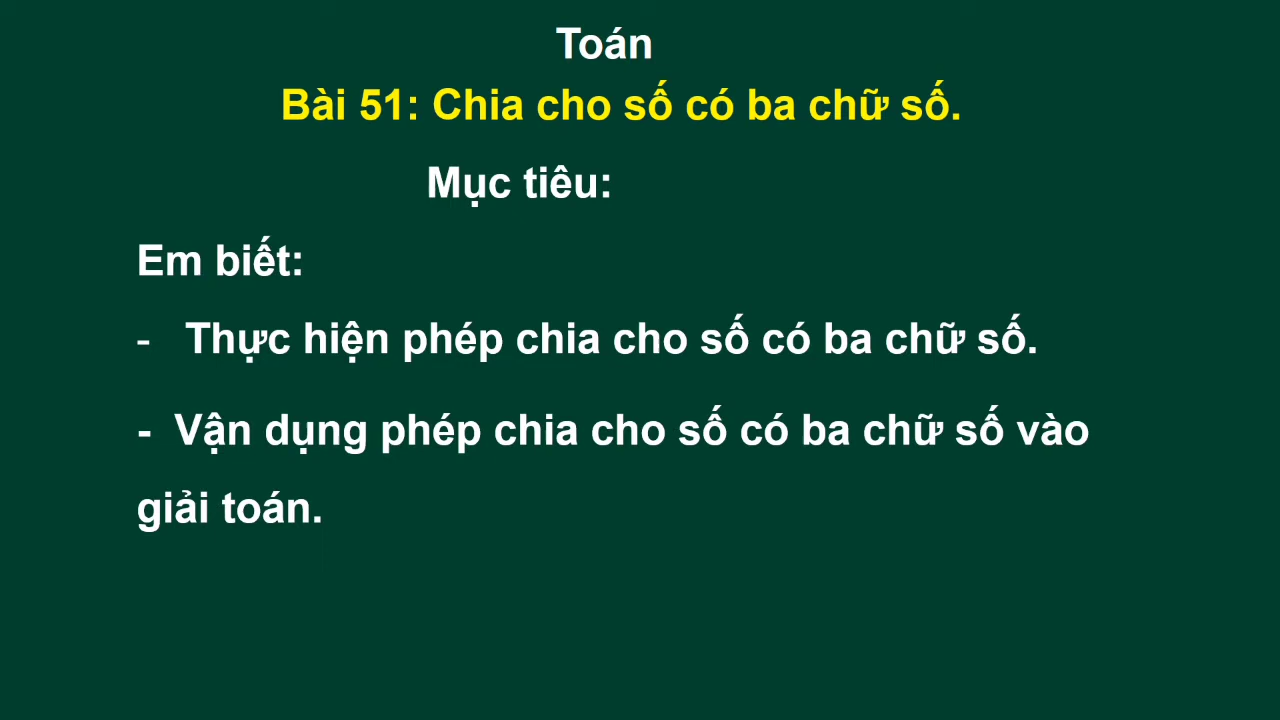 Toán
Bài 51: Chia cho số có ba chữ số.
Mục tiêu:
Em biết:
- Thực hiện phép chia cho số có ba chữ số.
- Vận dụng phép chia cho số có ba chữ số vào
giải toán.